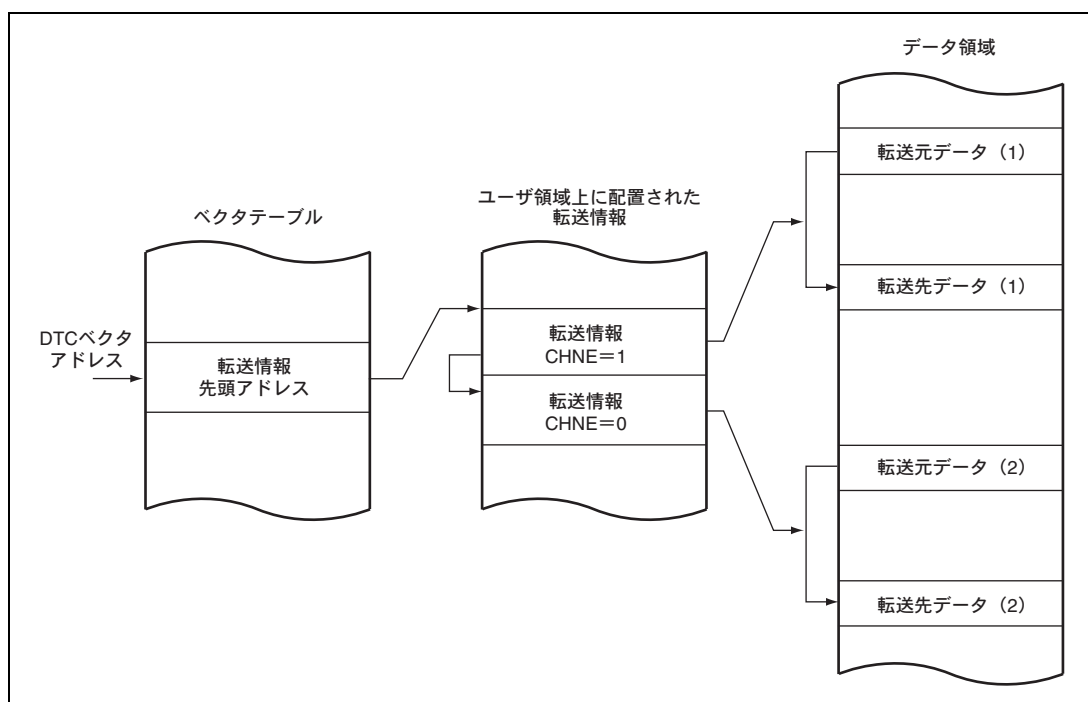 データ領域
転送元データ（1）
ユーザ領域上に配置された
転送情報
ベクタテーブル
転送先データ（1）
DTCベクタ
アドレス
転送情報
先頭アドレス
転送情報
CHNE＝1
転送情報
CHNE＝0
転送元データ（2）
転送先データ（2）